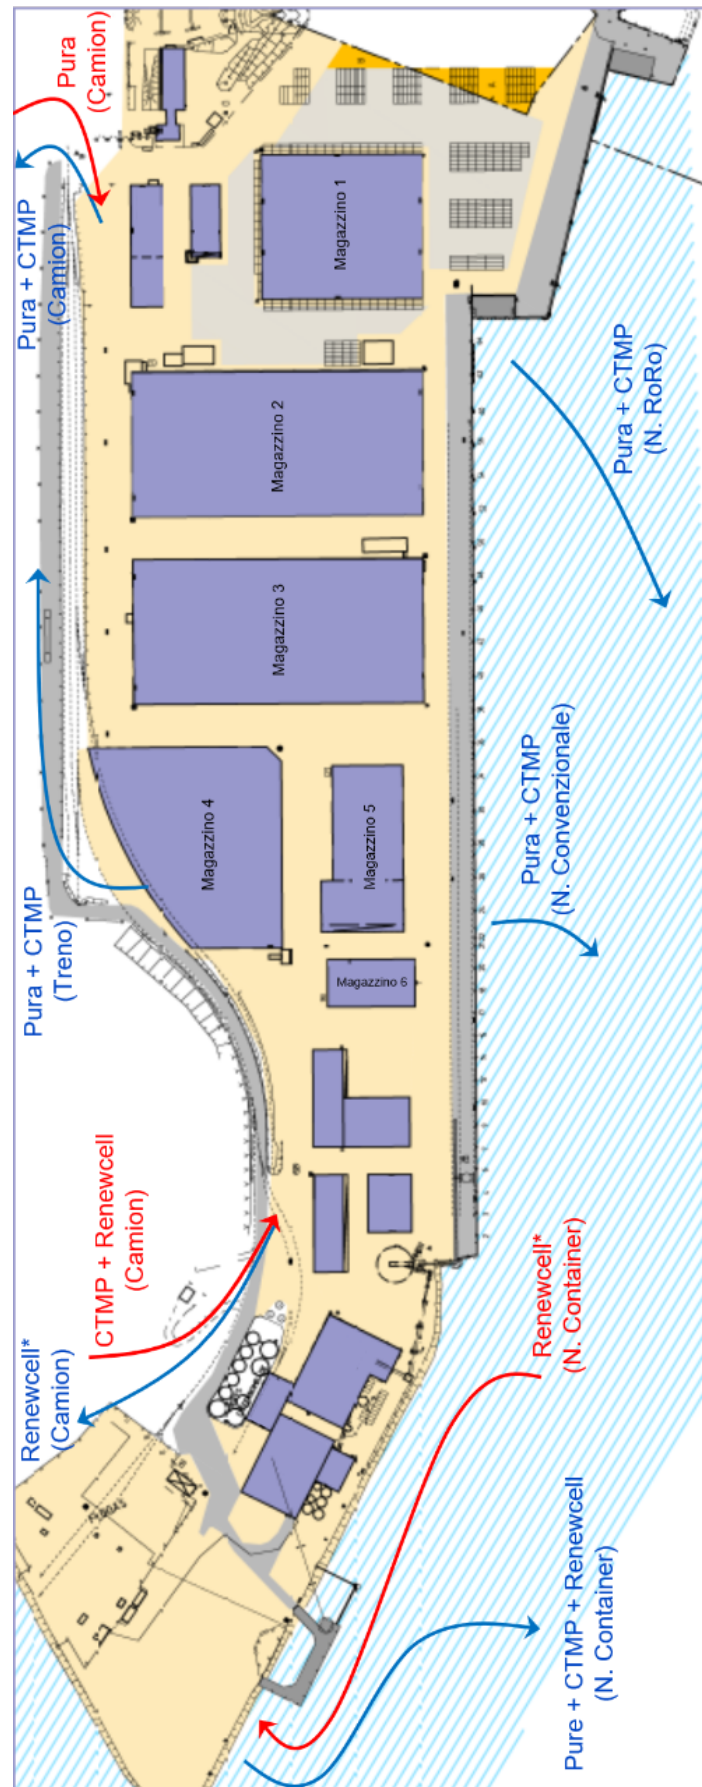 Pura
(Camion)
Pura + CTMP
(Camion)
Magazzino 1
Pura + CTMP
(N. RoRo)
Magazzino 2
Magazzino 3
Pura + CTMP
(N. Convenzionale)
Magazzino 4
Magazzino 5
Pura + CTMP
(Treno)
Magazzino 6
CTMP + Renewcell
(Camion)
Renewcell*
(N. Container)
Renewcell*
(Camion)
Pure + CTMP + Renewcell
(N. Container)